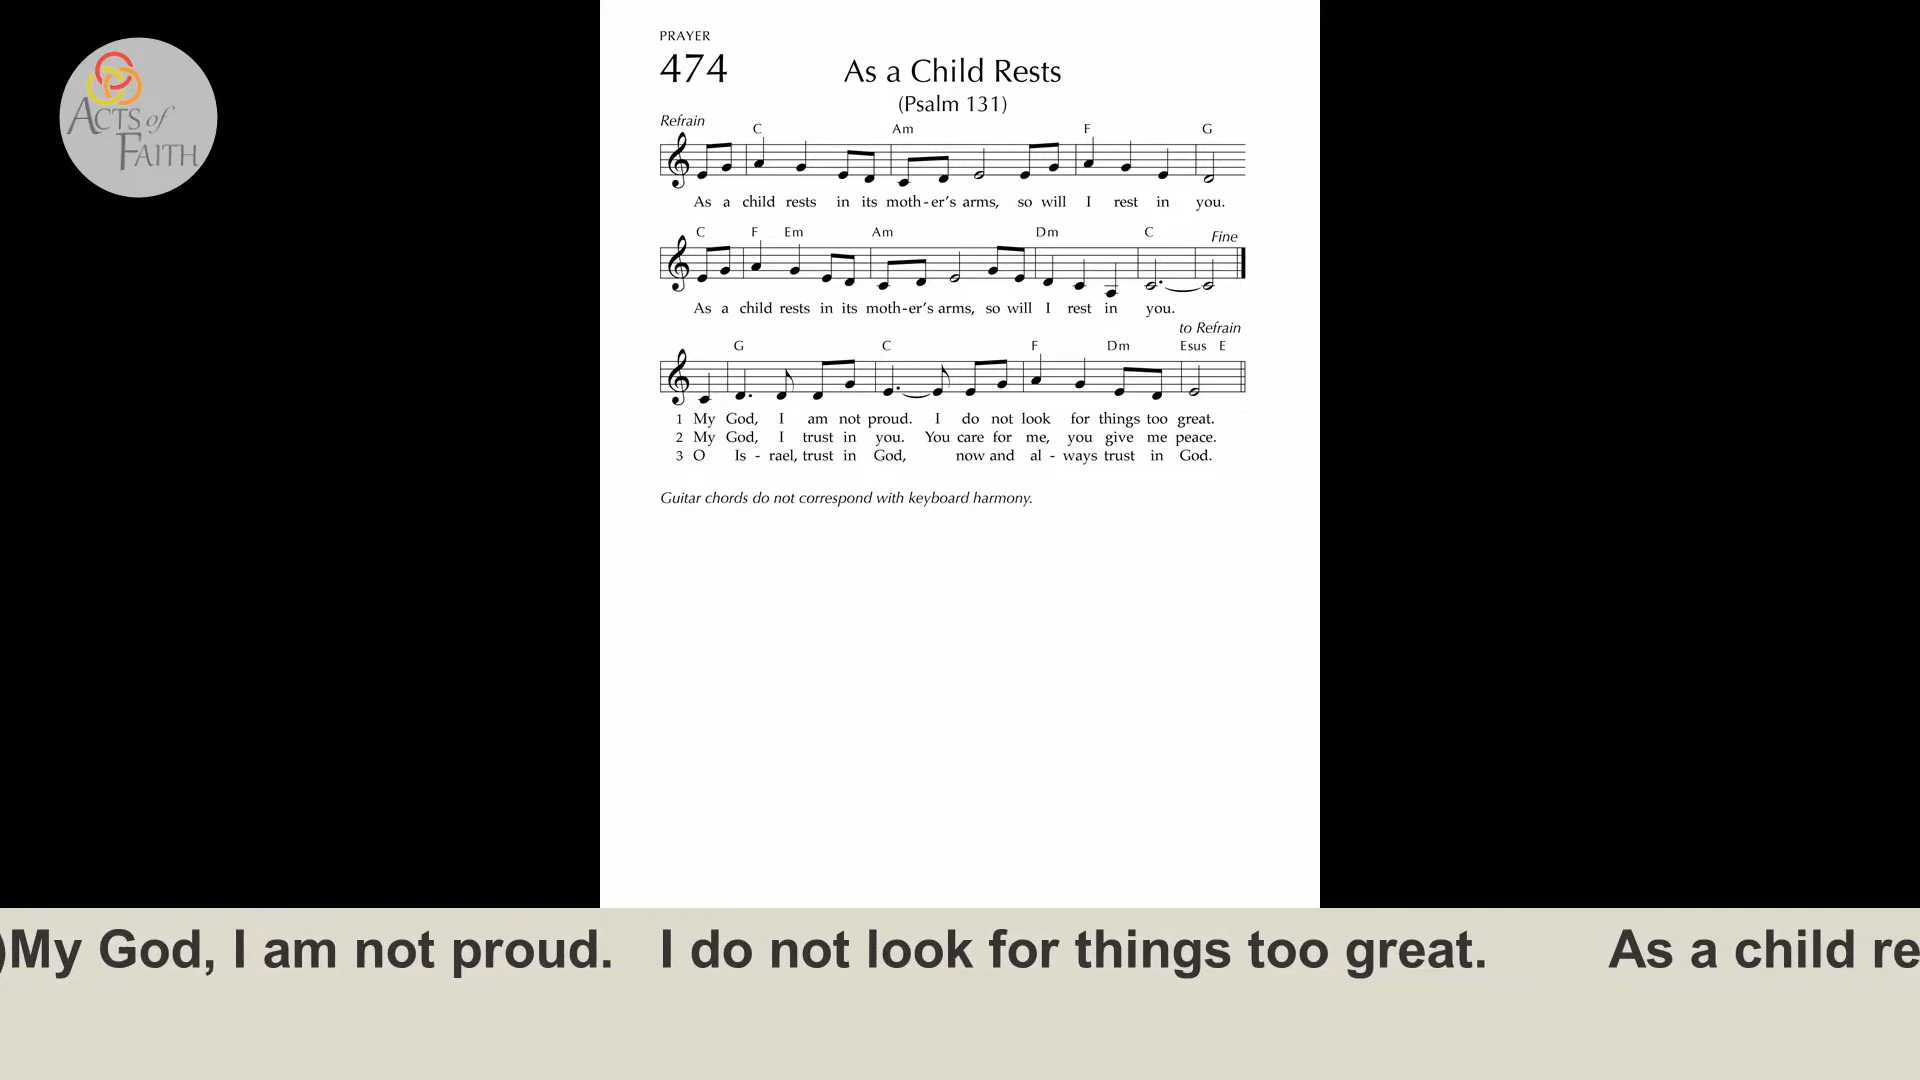 ACTS of
FAITH
PRAYER
474
As a Child Rests
(Psalm 131)
Refrain
C Am F G
As a child rests in its moth - er's arms, so will I rest in you.
C F Em Am Dm C Fine
As a child rests in its moth - er's arms, so will I rest in you.
to Refrain
G C F Dm Esus E
1 My God, I am not proud. I do not look for things too great.
2 My God, I trust in you. You care for me, you give me peace.
3 O Is - rael, trust in God, now and al - ways trust in God.
Guitar chords do not correspond with keyboard harmony.
)My God, I am not proud. I do not look for things too great. As a child re